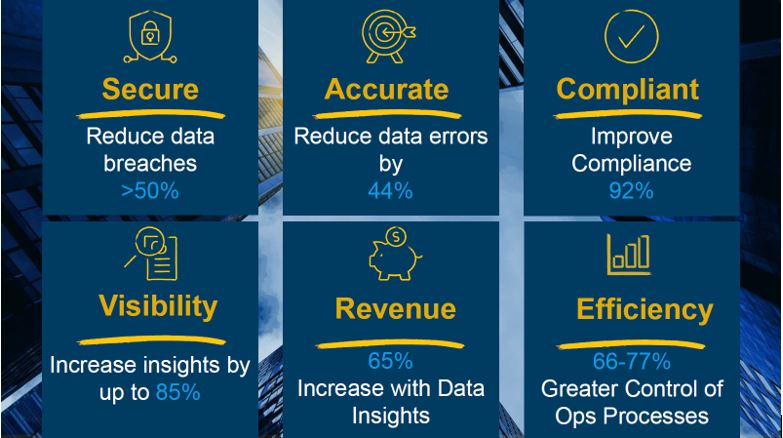 Secure
Reduce data
breaches
>50%
Accurate
Reduce data errors
by
44%
Compliant
Improve
Compliance
92%
Visibility
Increase insights by
up to 85%
Revenue
65%
Increase with Data
Insights
Efficiency
66-77%
Greater Control of
Ops Processes